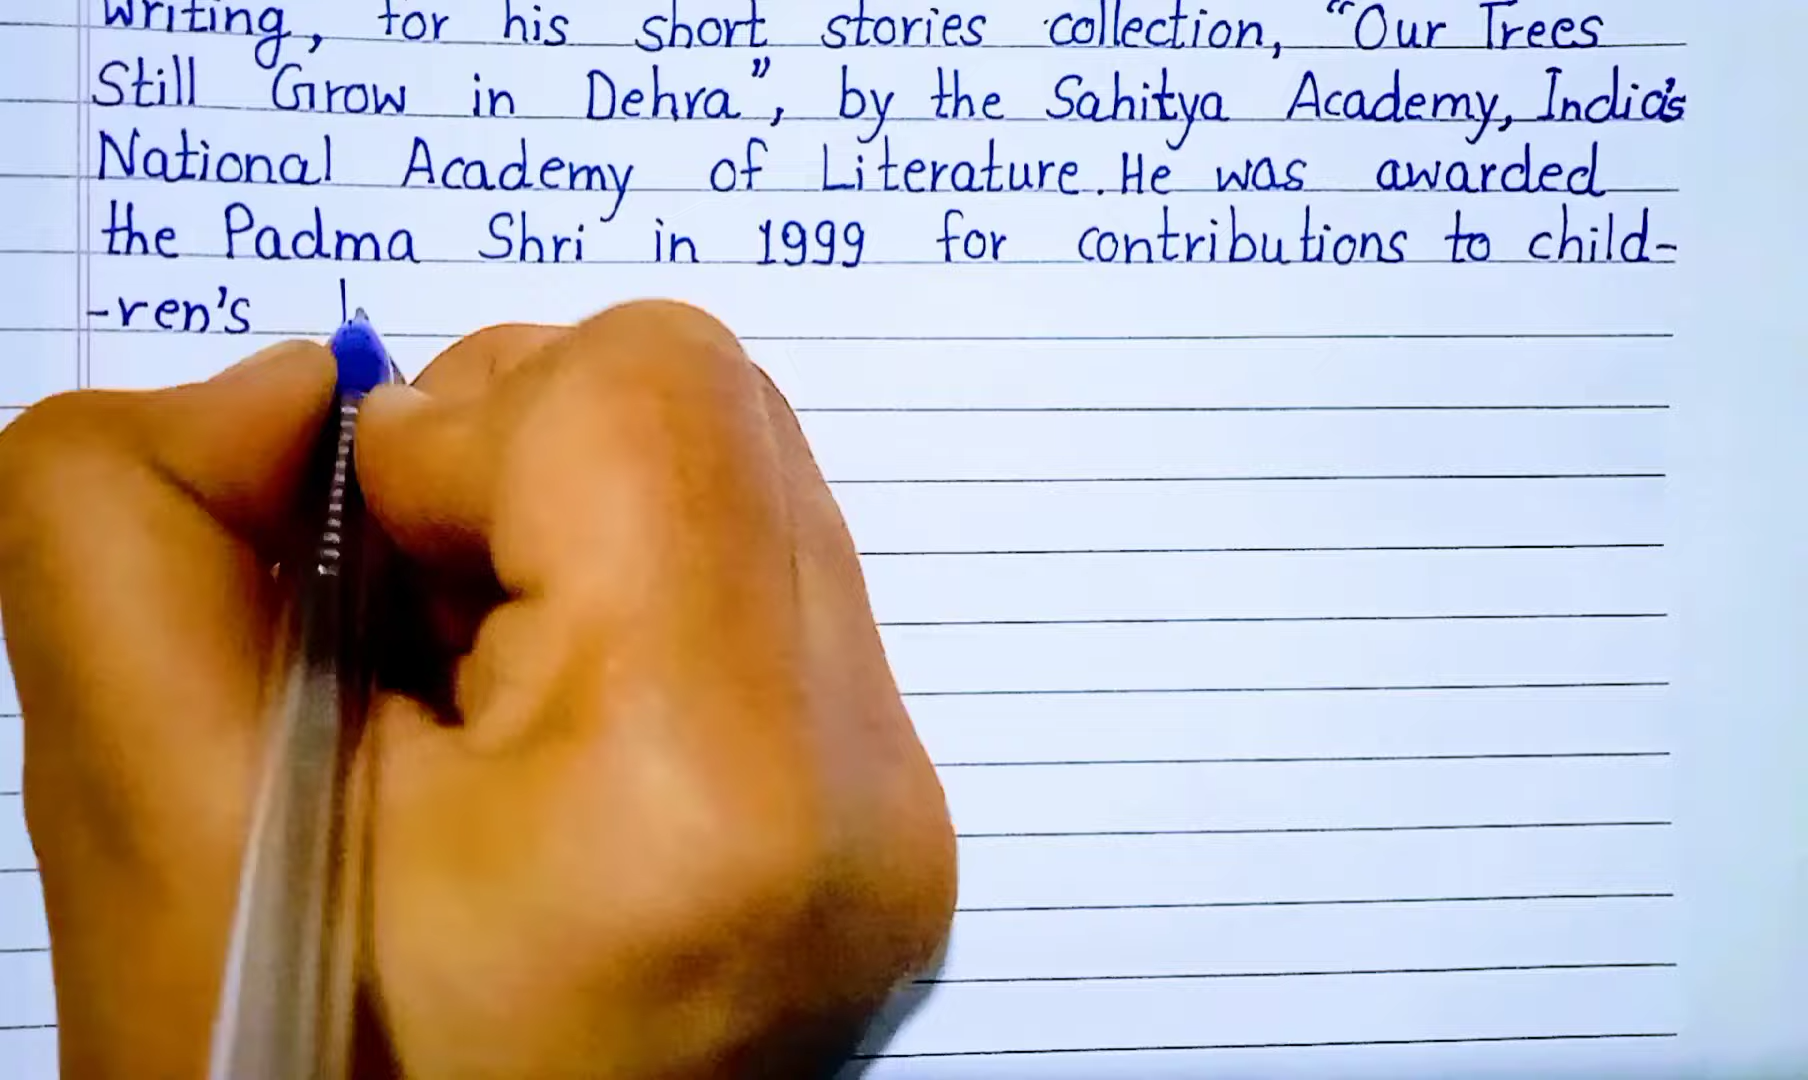 writing, for his short stories collection, "Our Trees
Still Grow in Dehra", by the Sahitya Academy, India's
National Academy of Literature. He was awarded
the Padma Shri in 1999 for contributions to child-
-ren's l